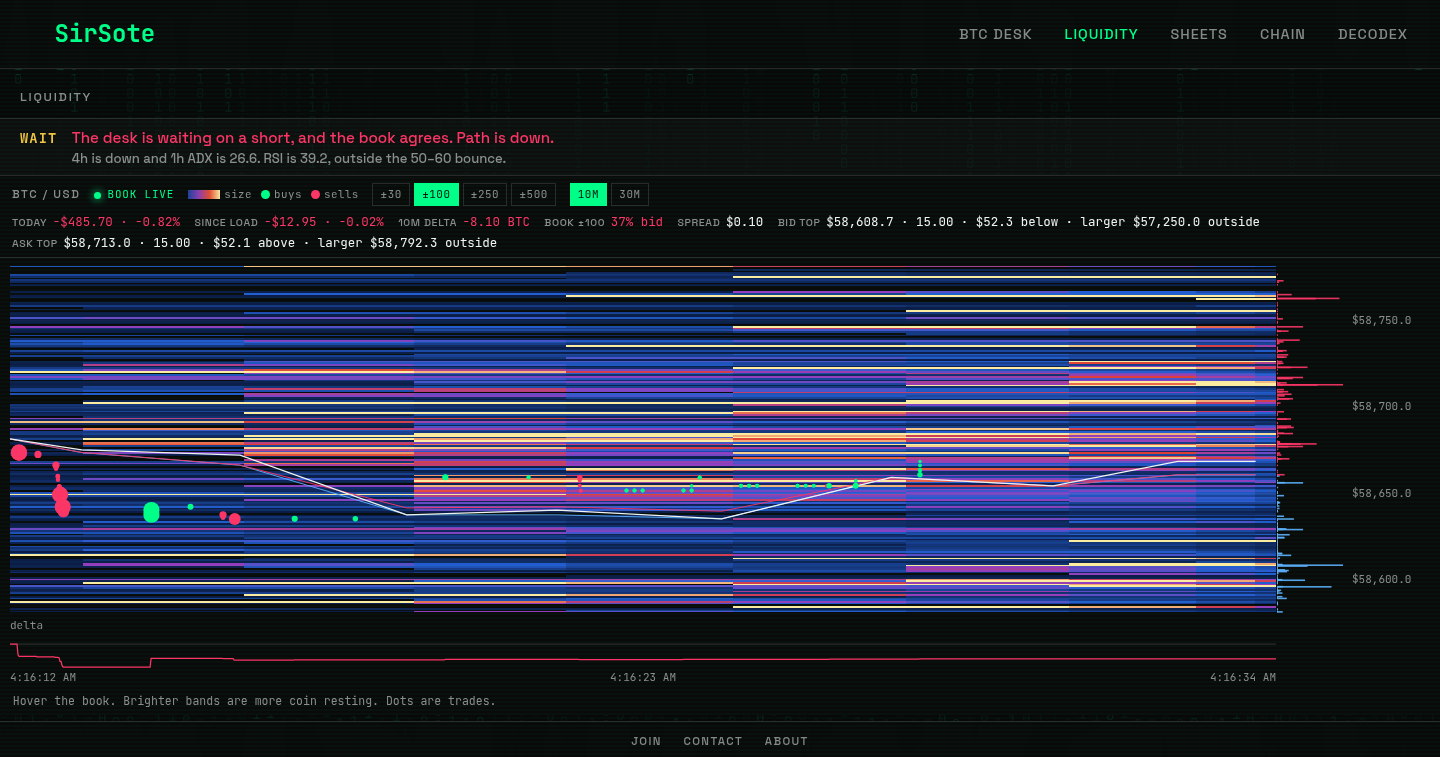 SirSote
BTC DESK LIQUIDITY SHEETS CHAIN DECODEX
LIQUIDITY
WAIT The desk is waiting on a short, and the book agrees. Path is down.
4h is down and 1h ADX is 26.6. RSI is 39.2, outside the 50–60 bounce.
BTC / USD BOOK LIVE size buys sells ±30 ±100 ±250 ±500 10M 30M
TODAY -$485.70 · -0.82% SINCE LOAD -$12.95 · -0.02% 10M DELTA -8.10 BTC BOOK ±100 37% bid SPREAD $0.10 BID TOP $58,608.7 · 15.00 · $52.3 below · larger $57,250.0 outside
ASK TOP $58,713.0 · 15.00 · $52.1 above · larger $58,792.3 outside
$58,750.0
$58,700.0
$58,650.0
$58,600.0
delta
4:16:12 AM 4:16:23 AM 4:16:34 AM
Hover the book. Brighter bands are more coin resting. Dots are trades.
JOIN CONTACT ABOUT